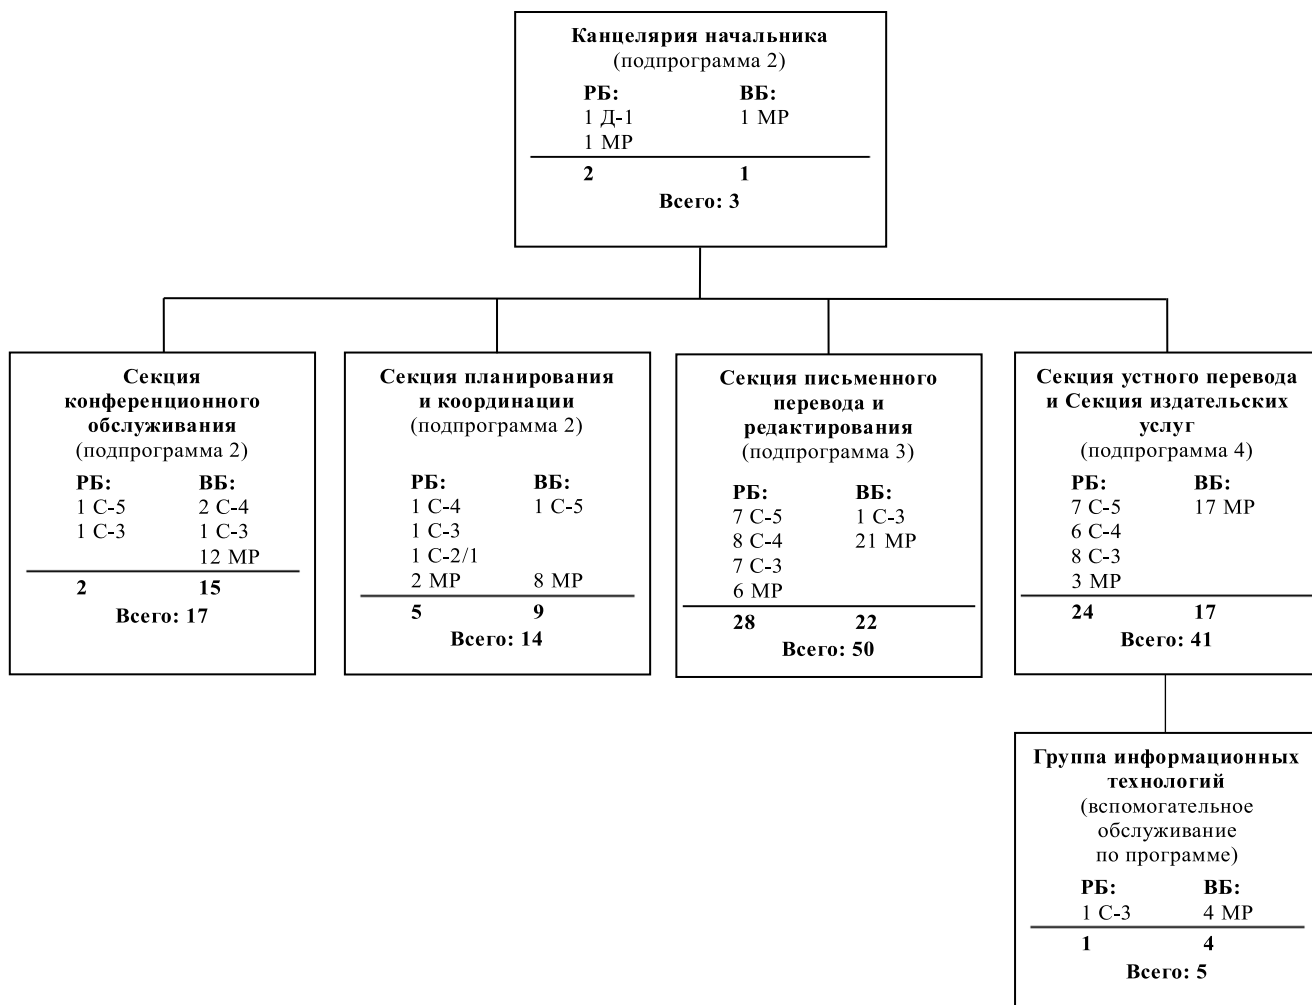 Канцелярия начальника
(подпрограмма 2)
РБ: ВБ:
1 Д-1 1 МР
1 МР
2 1
Всего: 3
Секция
конференционного
обслуживания
(подпрограмма 2)
РБ: ВБ:
1 С-5 2 С-4
1 С-3 1 С-3
12 МР
2 15
Всего: 17
Секция планирования
и координации
(подпрограмма 2)
РБ: ВБ:
1 С-4 1 С-5
1 С-3
1 С-2/1
2 МР 8 МР
5 9
Всего: 14
Секция письменного
перевода и
редактирования
(подпрограмма 3)
РБ: ВБ:
7 С-5 1 С-3
8 С-4 21 МР
7 С-3
6 МР
28 22
Всего: 50
Секция устного перевода
и Секция издательских
услуг
(подпрограмма 4)
РБ: ВБ:
7 С-5 17 МР
6 С-4
8 С-3
3 МР
24 17
Всего: 41
Группа информационных
технологий
(вспомогательное
обслуживание
по программе)
РБ: ВБ:
1 С-3 4 МР
1 4
Всего: 5